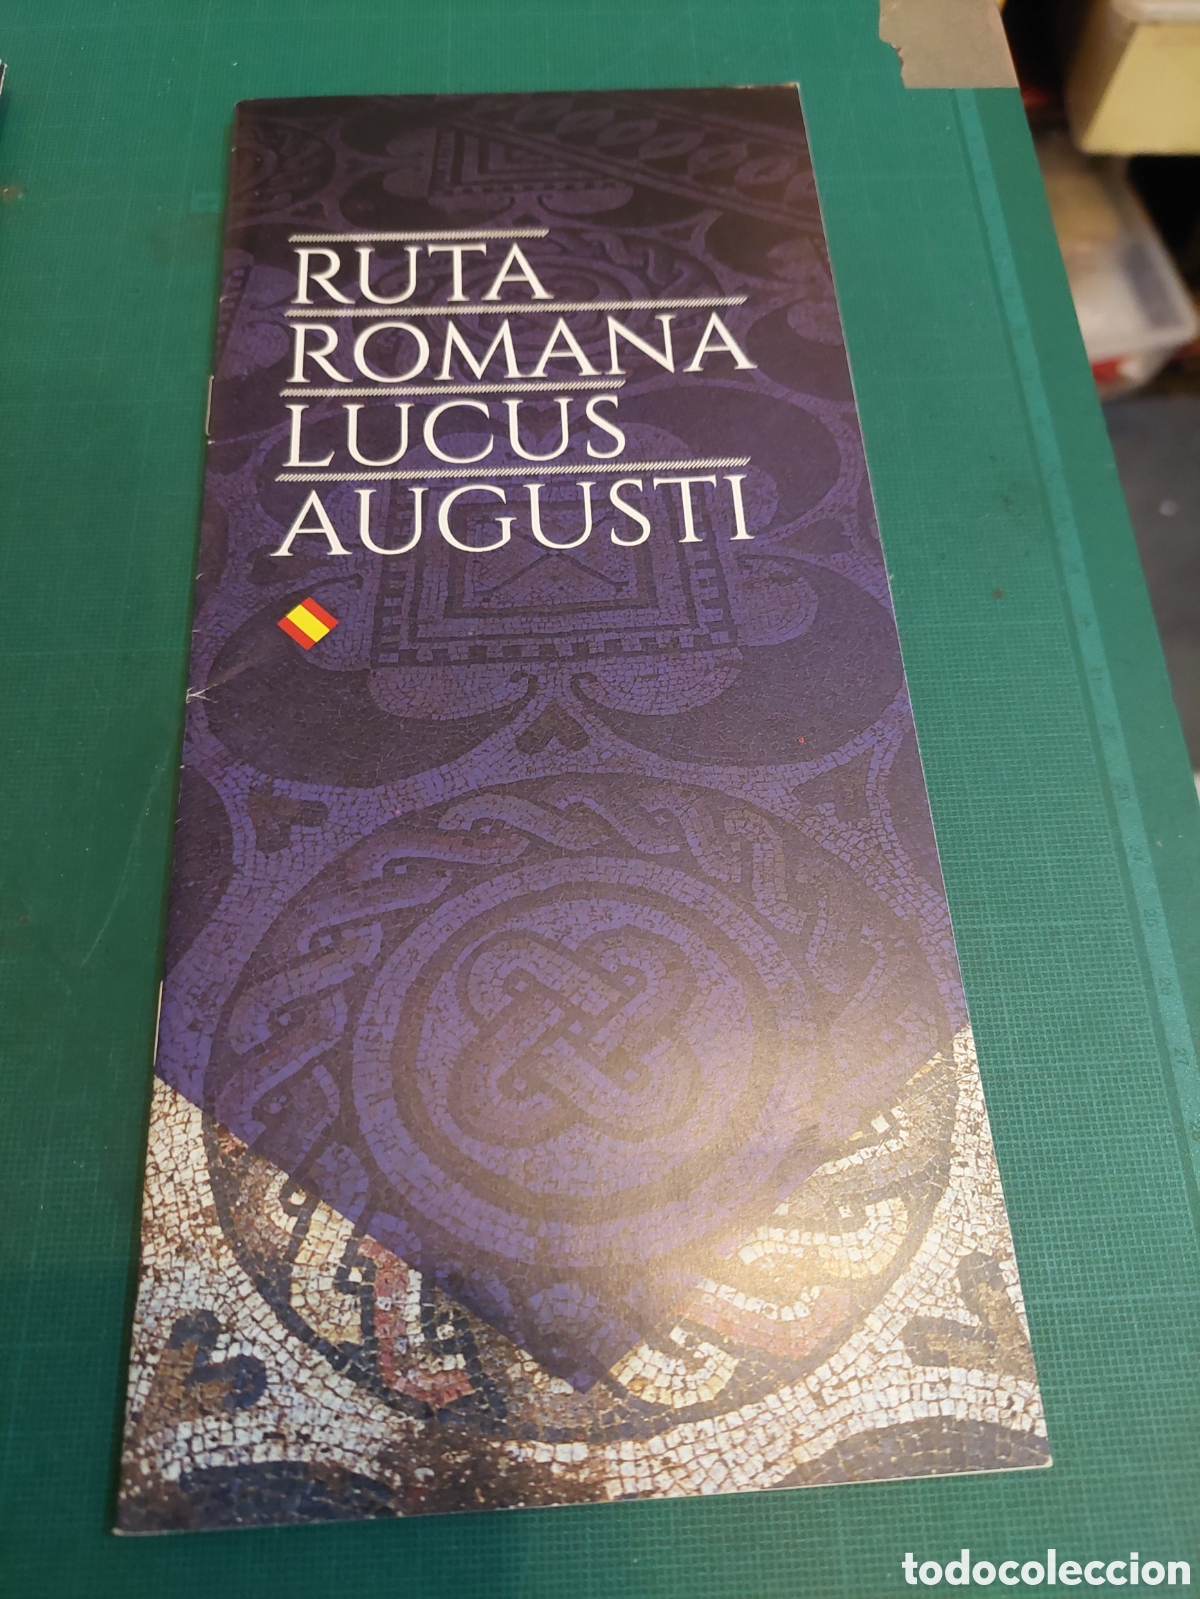 RUTA
ROMANA
LUCUS
AUGUSTI
todocoleccion